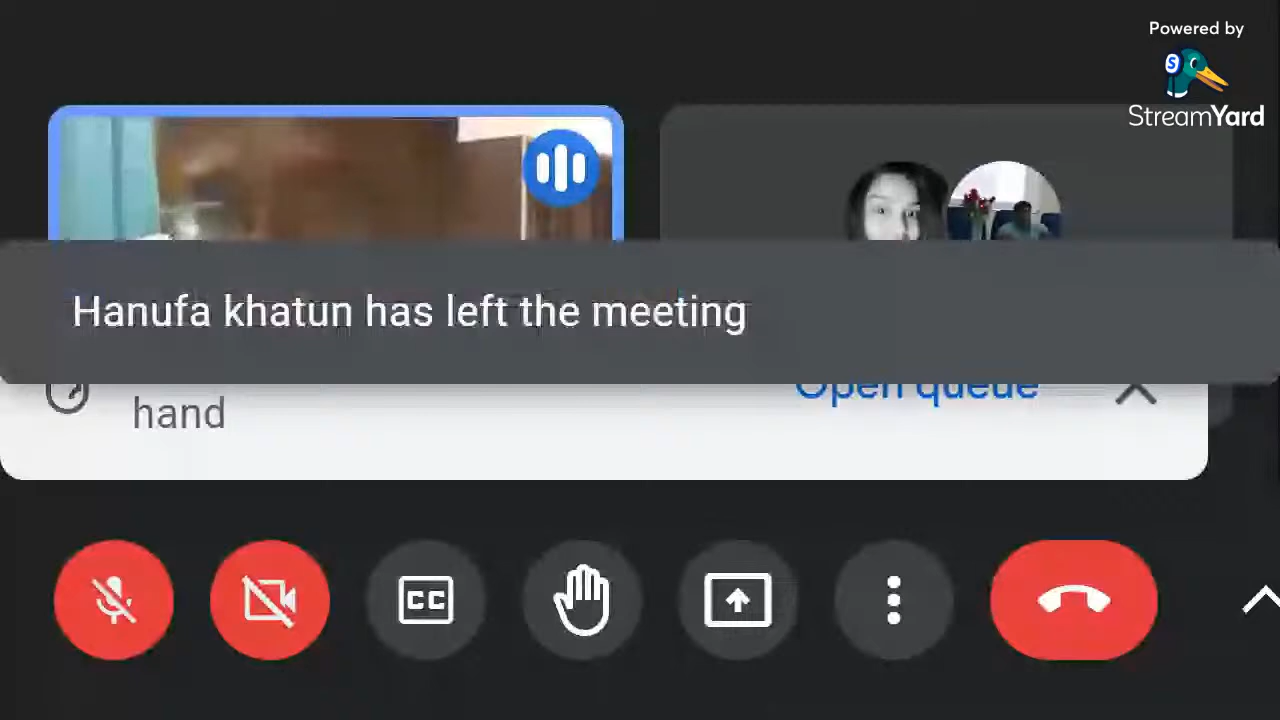 Powered by
StreamYard
Hanufa khatun has left the meeting
Open queue
hand
CC